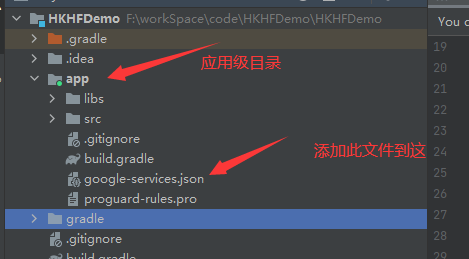 HKHFDemo F:\workSpace\code\HKHFDemo\HKHFDemo
You c
.gradle
19
.idea
20
app
应用级目录
21
libs
22
src
23
.gitignore
添加此文件到这
24
build.gradle
25
google-services.json
26
proguard-rules.pro
27
gradle
28
.gitignore
29
build.gradle